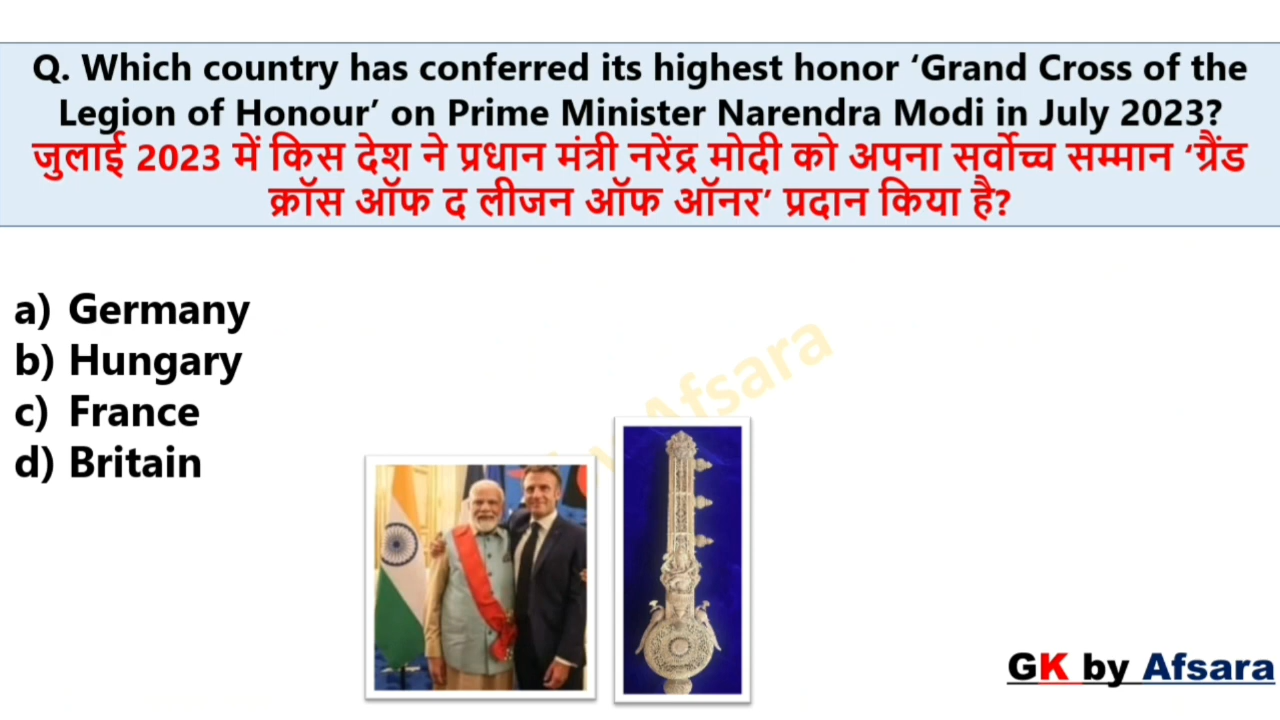 Q. Which country has conferred its highest honor ‘Grand Cross of the
Legion of Honour’ on Prime Minister Narendra Modi in July 2023?
जुलाई 2023 में किस देश ने प्रधान मंत्री नरेंद्र मोदी को अपना सर्वोच्च सम्मान ‘ग्रैंड
क्रॉस ऑफ द लीजन ऑफ ऑनर’ प्रदान किया है?
a) Germany
b) Hungary
c) France
d) Britain
Afsara
GK by Afsara